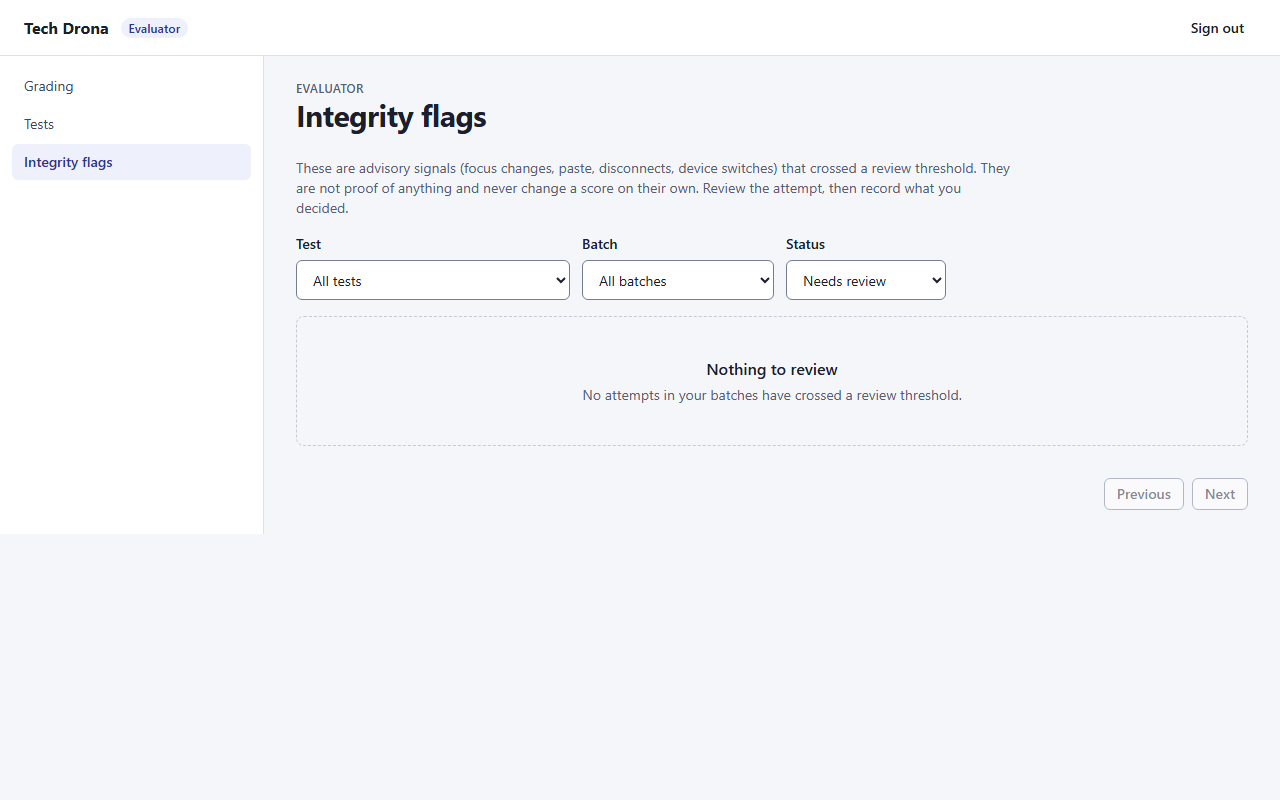 Tech Drona Evaluator Sign out
Grading
Tests
Integrity flags
EVALUATOR
Integrity flags
These are advisory signals (focus changes, paste, disconnects, device switches) that crossed a review threshold. They
are not proof of anything and never change a score on their own. Review the attempt, then record what you
decided.
Test Batch Status
All tests All batches Needs review
Nothing to review
No attempts in your batches have crossed a review threshold.
Previous Next